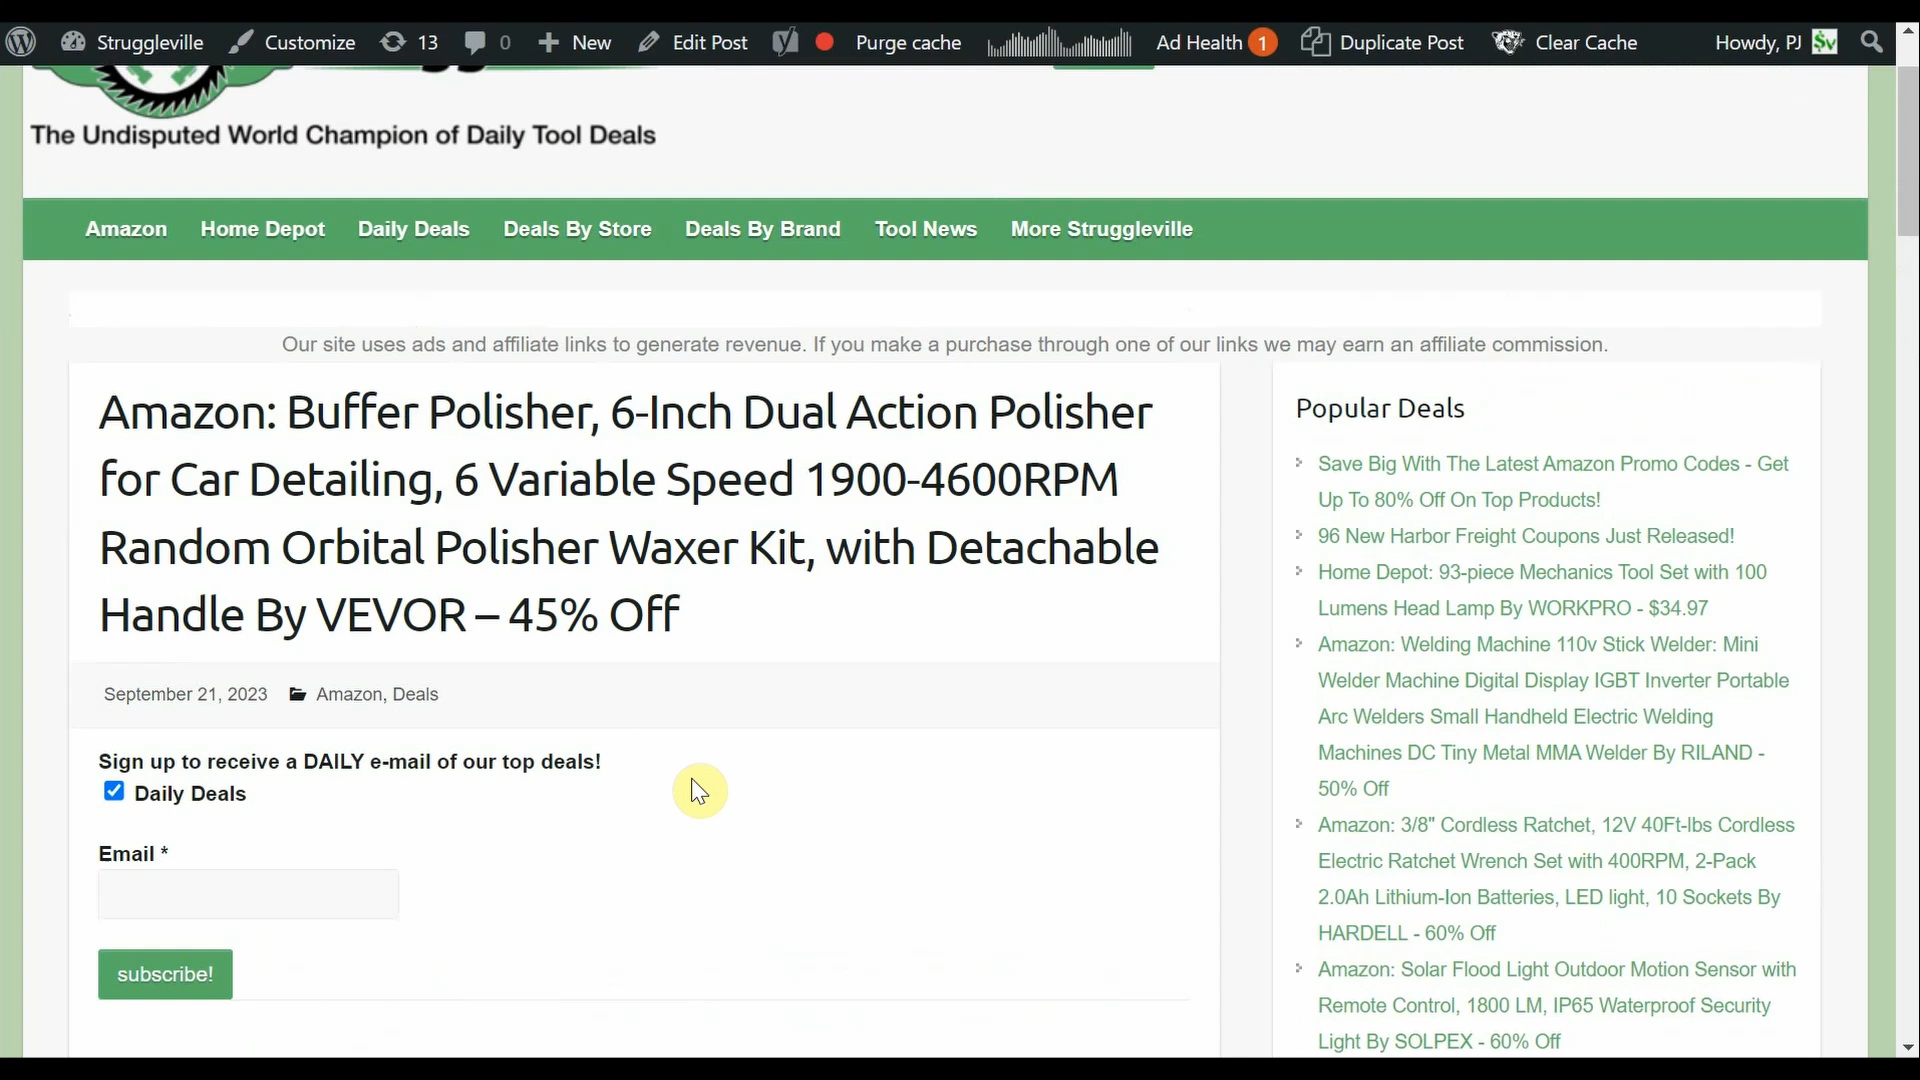 Struggleville Customize 13 0 New Edit Post Purge cache Ad Health 1 Duplicate Post Clear Cache Howdy, PJ $v
The Undisputed World Champion of Daily Tool Deals
Amazon Home Depot Daily Deals Deals By Store Deals By Brand Tool News More Struggleville
Our site uses ads and affiliate links to generate revenue. If you make a purchase through one of our links we may earn an affiliate commission.
Amazon: Buffer Polisher, 6-Inch Dual Action Polisher
for Car Detailing, 6 Variable Speed 1900-4600RPM
Random Orbital Polisher Waxer Kit, with Detachable
Handle By VEVOR – 45% Off
September 21, 2023 Amazon, Deals
Sign up to receive a DAILY e-mail of our top deals!
Daily Deals
Email *
subscribe!
Popular Deals
Save Big With The Latest Amazon Promo Codes - Get
Up To 80% Off On Top Products!
96 New Harbor Freight Coupons Just Released!
Home Depot: 93-piece Mechanics Tool Set with 100
Lumens Head Lamp By WORKPRO - $34.97
Amazon: Welding Machine 110v Stick Welder: Mini
Welder Machine Digital Display IGBT Inverter Portable
Arc Welders Small Handheld Electric Welding
Machines DC Tiny Metal MMA Welder By RILAND -
50% Off
Amazon: 3/8" Cordless Ratchet, 12V 40Ft-lbs Cordless
Electric Ratchet Wrench Set with 400RPM, 2-Pack
2.0Ah Lithium-Ion Batteries, LED light, 10 Sockets By
HARDELL - 60% Off
Amazon: Solar Flood Light Outdoor Motion Sensor with
Remote Control, 1800 LM, IP65 Waterproof Security
Light By SOLPEX - 60% Off